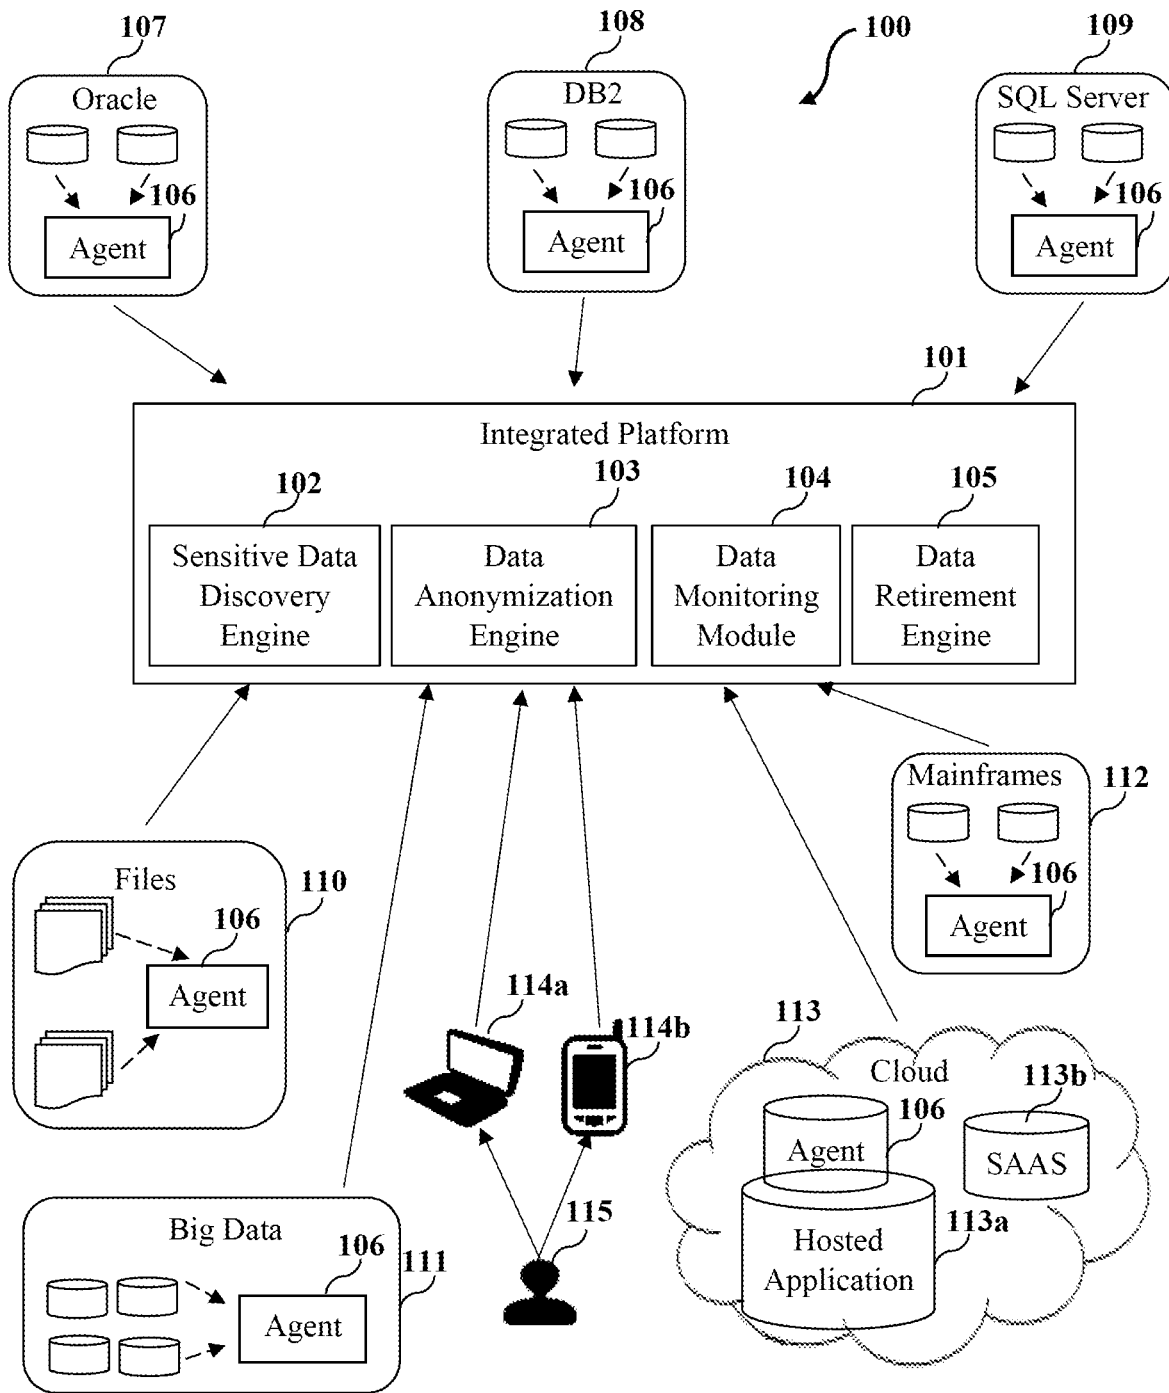 107
108
100
109
Oracle
DB2
SQL Server
106
106
106
Agent
Agent
Agent
101
Integrated Platform
102
103
104
105
Sensitive Data
Discovery
Engine
Data
Anonymization
Engine
Data
Monitoring
Module
Data
Retirement
Engine
Mainframes
112
106
Agent
Files
110
106
Agent
114a
114b
113
Cloud
113b
106
Agent
SAAS
113a
Hosted
Application
115
Big Data
106
111
Agent